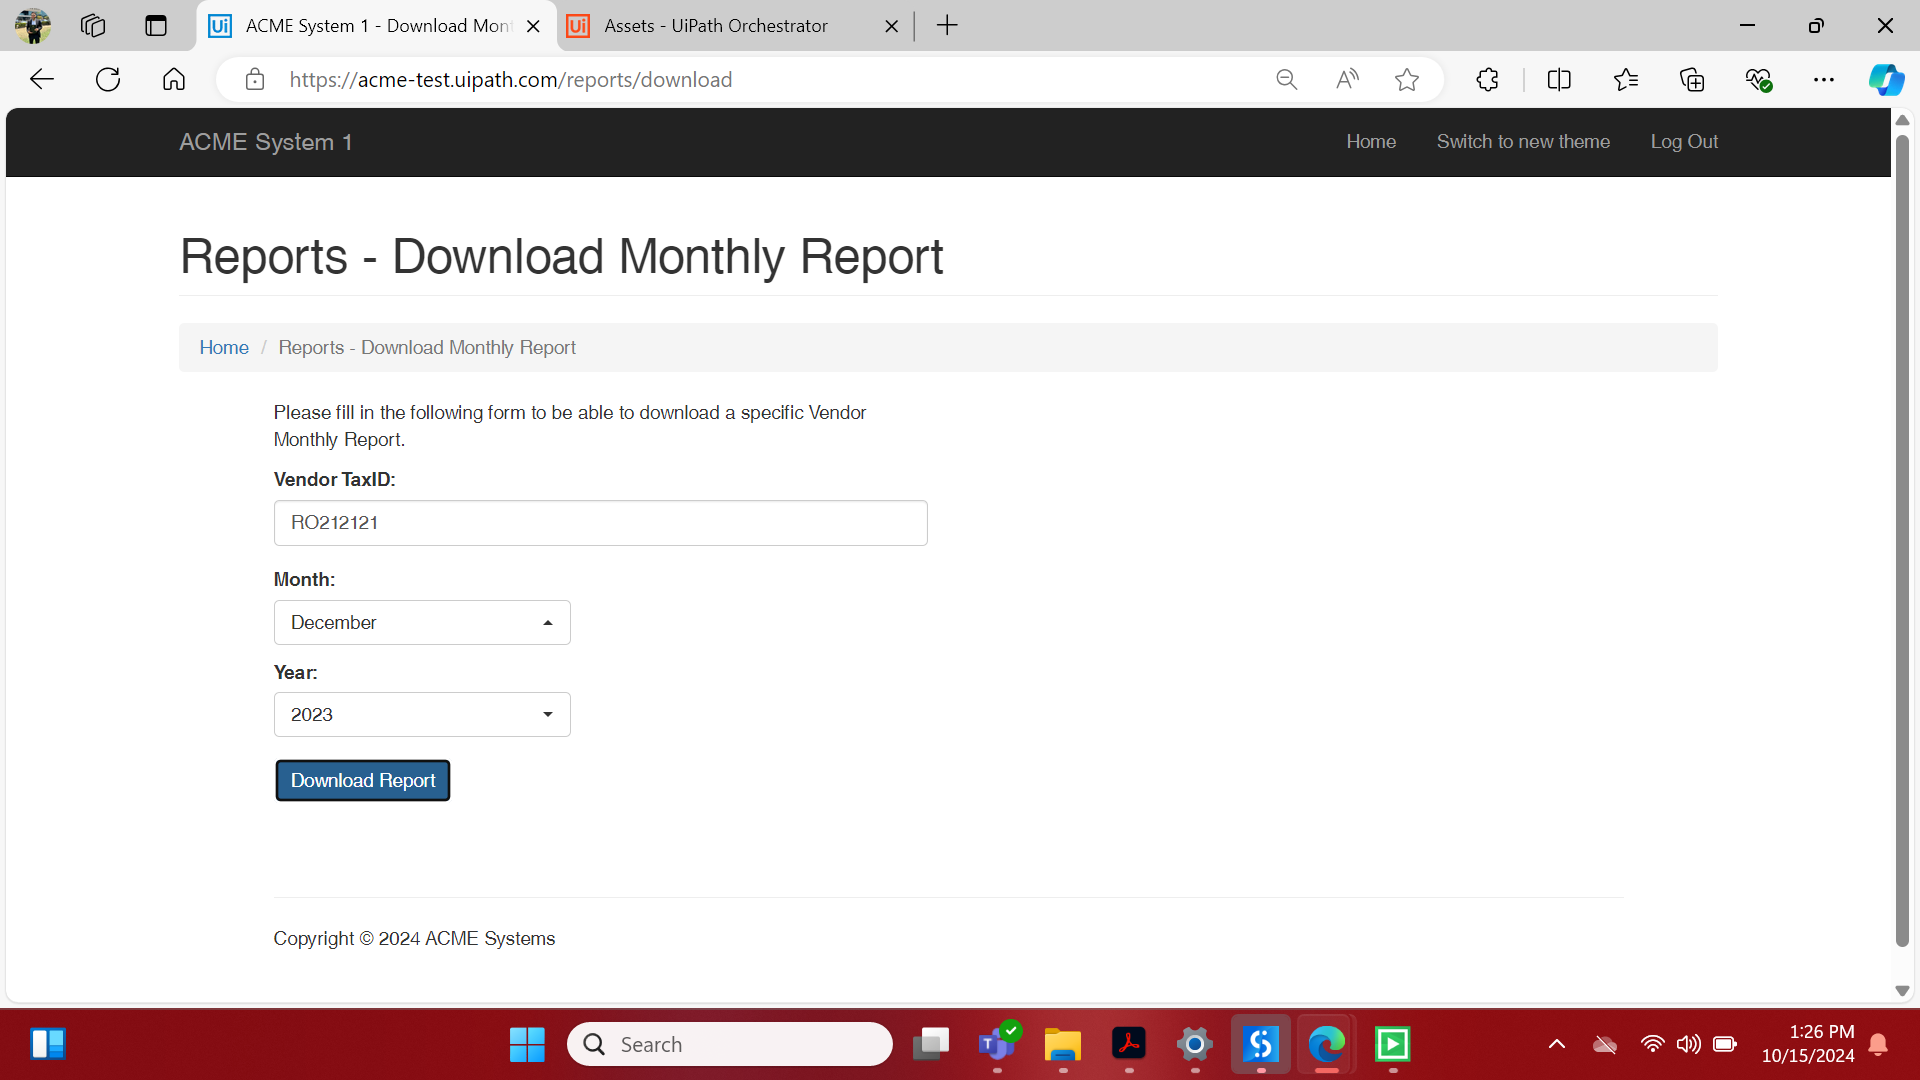 ACME System 1 - Download Mont
Assets - UiPath Orchestrator
https://acme-test.uipath.com/reports/download
ACME System 1
Home
Switch to new theme
Log Out
Reports - Download Monthly Report
Home / Reports - Download Monthly Report
Please fill in the following form to be able to download a specific Vendor
Monthly Report.
Vendor TaxID:
RO212121
Month:
December
Year:
2023
Download Report
Copyright © 2024 ACME Systems
Search
1:26 PM
10/15/2024